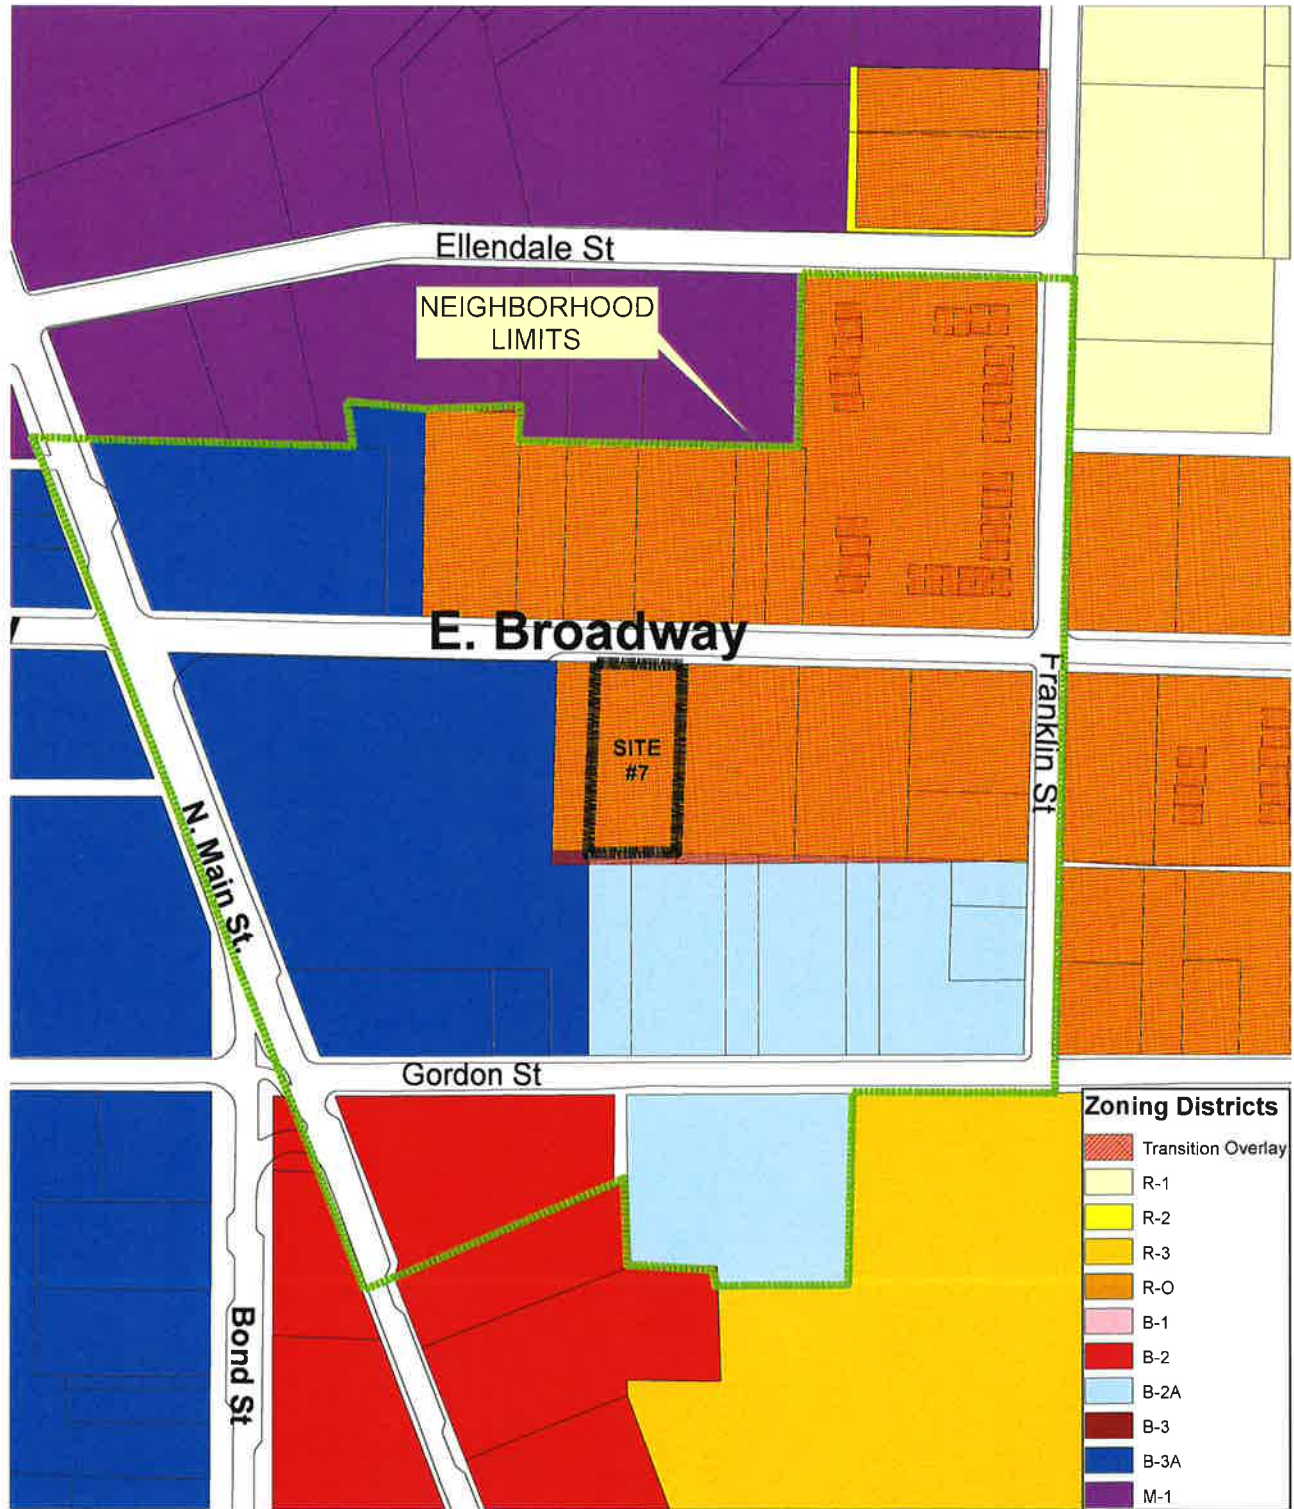 Ellendale St
NEIGHBORHOOD
LIMITS
E. Broadway
Franklin St
SITE
#7
N. Main St.
Gordon St
Bond St
Zoning Districts
Transition Overlay
R-1
R-2
R-3
R-O
B-1
B-2
B-2A
B-3
B-3A
M-1